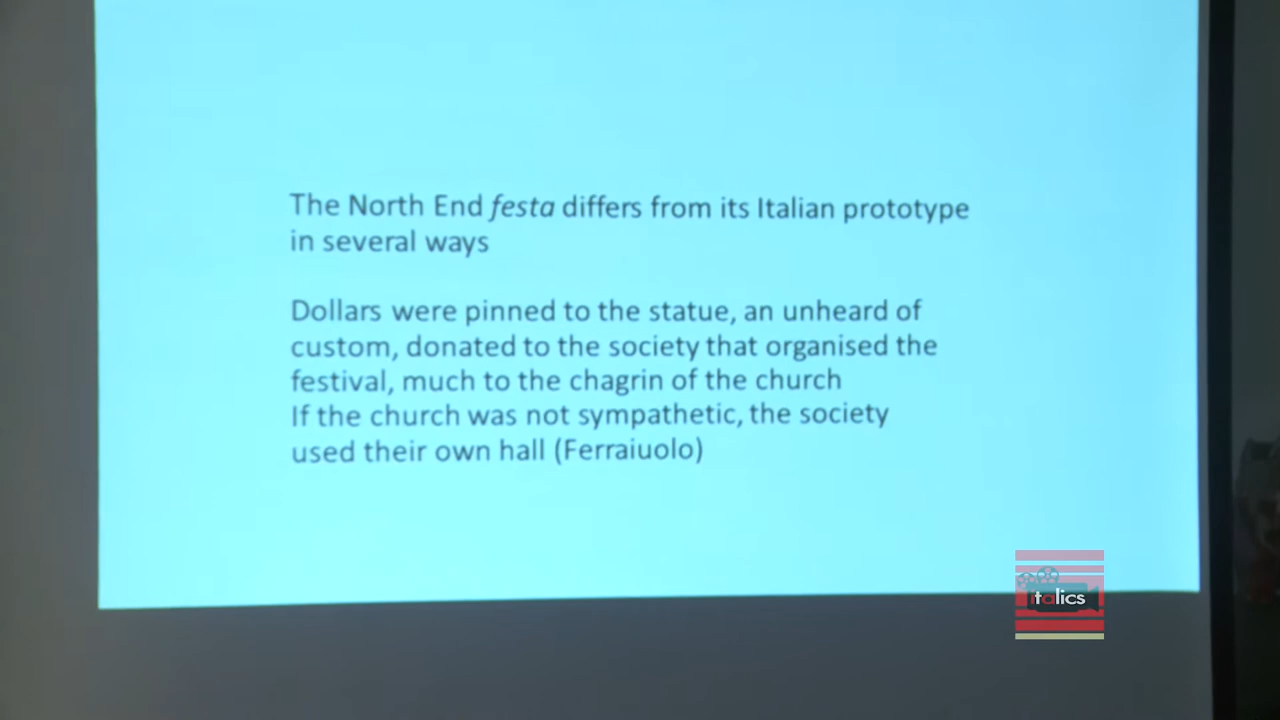 The North End festa differs from its Italian prototype
in several ways
Dollars were pinned to the statue, an unheard of
custom, donated to the society that organised the
festival, much to the chagrin of the church
If the church was not sympathetic, the society
used their own hall (Ferraiuolo)
italics